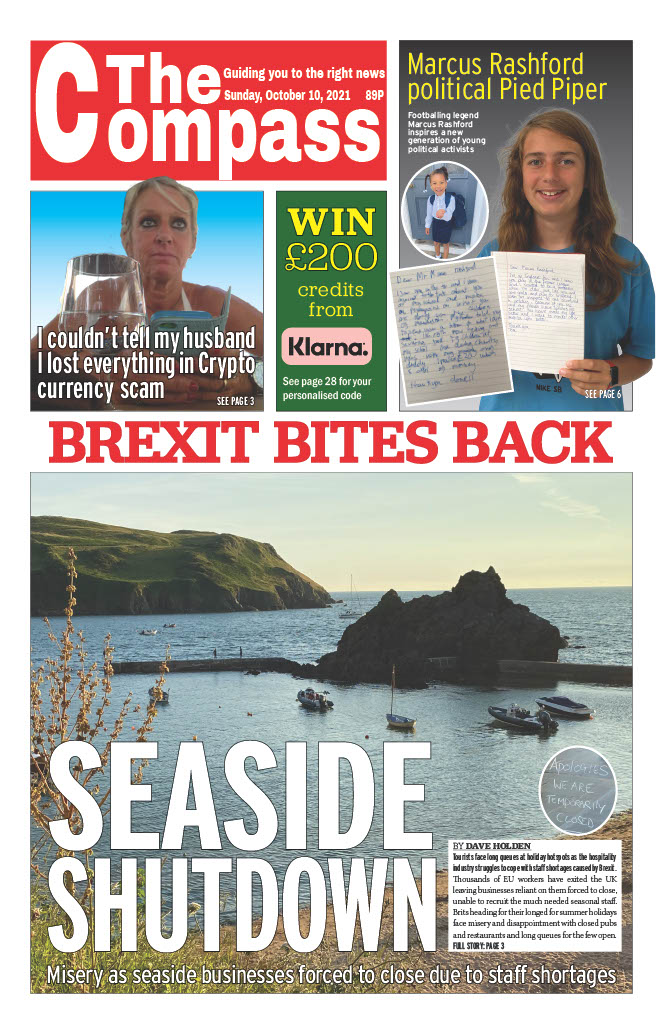 The
Compass
Guiding you to the right news
Sunday, October 10, 2021 89P
Marcus Rashford
political Pied Piper
Footballing legend
Marcus Rashford
inspires a new
generation of young
political activists
SEE PAGE 6
I couldn't tell my husband
I lost everything in Crypto
currency scam
SEE PAGE 3
WIN
£200
credits
from
Klarna.
See page 28 for your
personalised code
NIKE SB
BREXIT BITES BACK
APOLOGIES
WE ARE
TEMPORARILY
CLOSED
SEASIDE
SHUTDOWN
BY DAVE HOLDEN
Tourists face long queues at holiday hotspots as the hospitality
industry struggles to cope with staff shortages caused by Brexit.
Thousands of EU workers have exited the UK
leaving businesses reliant on them forced to close,
unable to recruit the much needed seasonal staff.
Brits heading for their longed for summer holidays
face misery and disappointment with closed pubs
and restaurants and long queues for the few open.
FULL STORY: PAGE 3
Misery as seaside businesses forced to close due to staff shortages